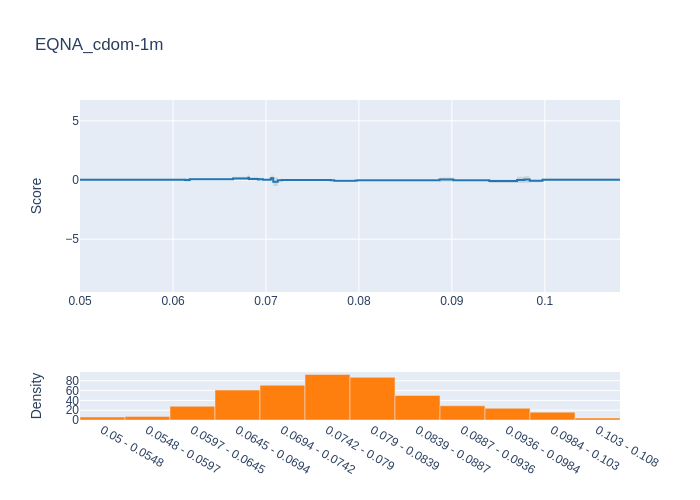 EQNA_cdom-1m
5
0
−5
Score
0.05
0.06
0.07
0.08
0.09
0.1
80
60
40
20
0
Density
0.05 - 0.0548
0.0548 - 0.0597
0.0597 - 0.0645
0.0645 - 0.0694
0.0694 - 0.0742
0.0742 - 0.079
0.079 - 0.0839
0.0839 - 0.0887
0.0887 - 0.0936
0.0936 - 0.0984
0.0984 - 0.103
0.103 - 0.108